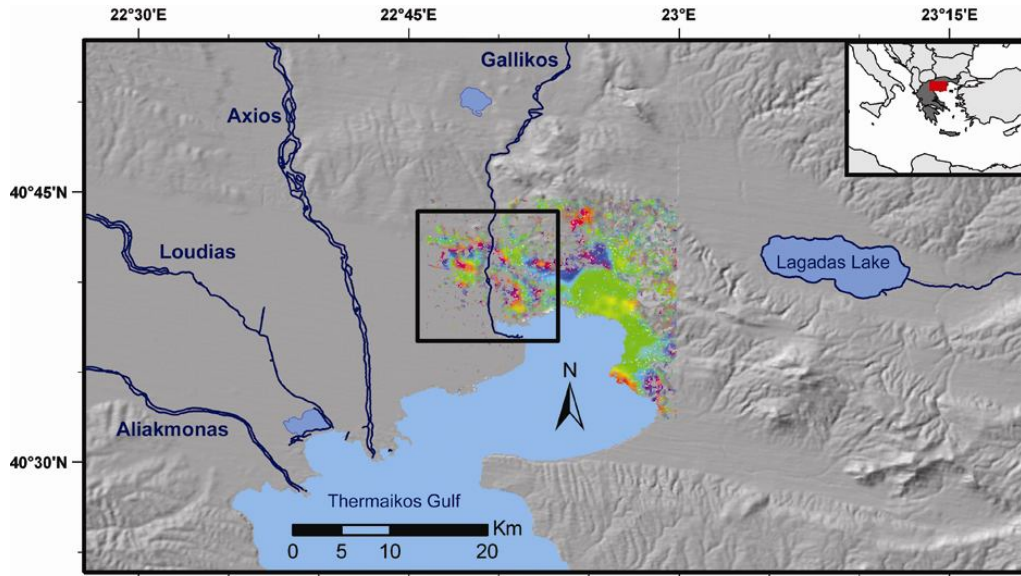 22°30'E
22°45'E
23°E
23°15'E
Gallikos
Axios
40°45'N
Loudias
Lagadas Lake
N
Aliakmonas
40°30'N
Thermaikos Gulf
Km
0 5 10 20